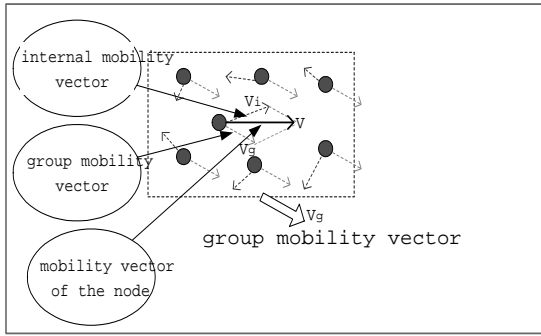 internal mobility
vector
Vi
V
group mobility
vector
Vg
Vg
group mobility vector
mobility vector
of the node